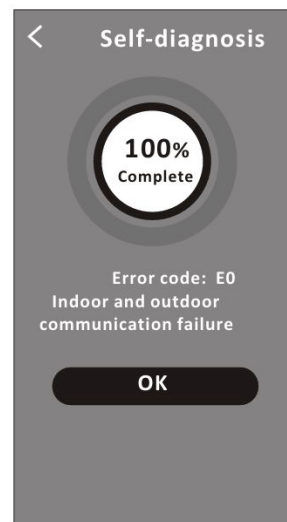 Self-diagnosis
100%
Complete
Error code: E0
Indoor and outdoor
communication failure
OK